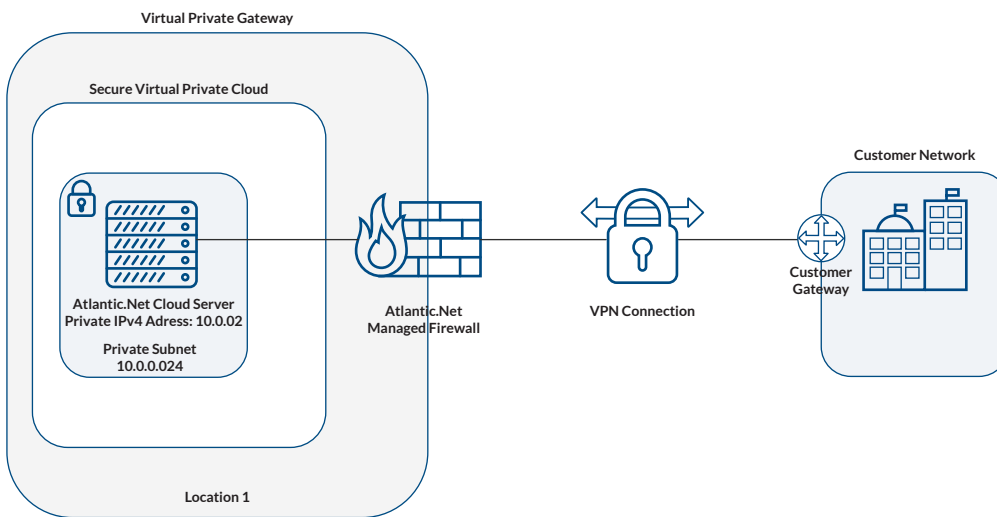 Virtual Private Gateway
Secure Virtual Private Cloud
Atlantic.Net Cloud Server
Private IPv4 Adress: 10.0.02
Private Subnet
10.0.0.024
Location 1
Atlantic.Net
Managed Firewall
VPN Connection
Customer Network
Customer
Gateway